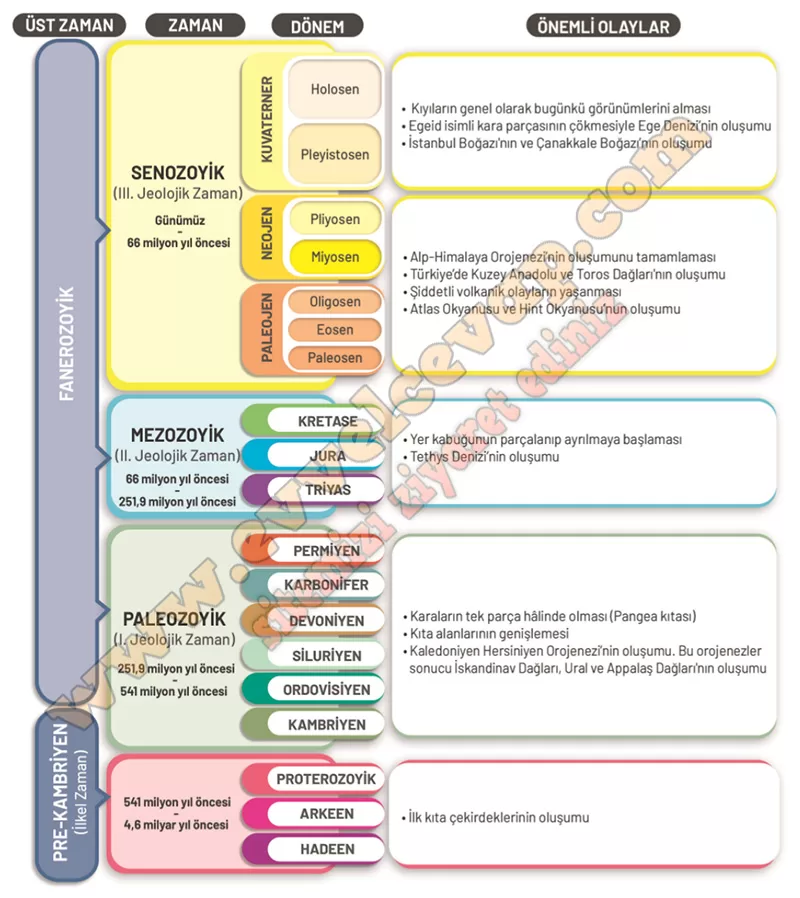 ÜST ZAMAN
ZAMAN
DÖNEM
ÖNEMLİ OLAYLAR
FANEROZOYİK
SENOZOYİK
(III. Jeolojik Zaman)
Günümüz
–
66 milyon yıl öncesi
KUVATERNER
Holosen
Pleyistosen
• Kıyıların genel olarak bugünkü görünümlerini alması
• Egeid isimli kara parçasının çökmesiyle Ege Denizi'nin oluşumu
• İstanbul Boğazı'nın ve Çanakkale Boğazı'nın oluşumu
NEOJEN
Pliyosen
Miyosen
PALEOJEN
Oligosen
Eosen
Paleosen
• Alp-Himalaya Orojenezi'nin oluşumunu tamamlaması
• Türkiye'de Kuzey Anadolu ve Toros Dağları'nın oluşumu
• Şiddetli volkanik olayların yaşanması
• Atlas Okyanusu ve Hint Okyanusu'nun oluşumu
MEZOZOYİK
(II. Jeolojik Zaman)
66 milyon yıl öncesi
–
251,9 milyon yıl öncesi
KRETASE
JURA
TRİYAS
• Yer kabuğunun parçalanıp ayrılmaya başlaması
• Tethys Denizi'nin oluşumu
PALEOZOYİK
(I. Jeolojik Zaman)
251,9 milyon yıl öncesi
–
541 milyon yıl öncesi
PERMİYEN
KARBONİFER
DEVONİYEN
SİLURİYEN
ORDOVİSİYEN
KAMBRİYEN
• Karaların tek parça hâlinde olması (Pangea kıtası)
• Kıta alanlarının genişlemesi
• Kaledoniyen Hersiniyen Orojenezi'nin oluşumu. Bu orojenezler
sonucu İskandinav Dağları, Ural ve Appalaş Dağları'nın oluşumu
PRE-KAMBRİYEN
(İlkel Zaman)
541 milyon yıl öncesi
–
4,6 milyar yıl öncesi
PROTEROZOYİK
ARKEEN
HADEEN
• İlk kıta çekirdeklerinin oluşumu
www.evvelcevap.com
sitemizi ziyaret ediniz